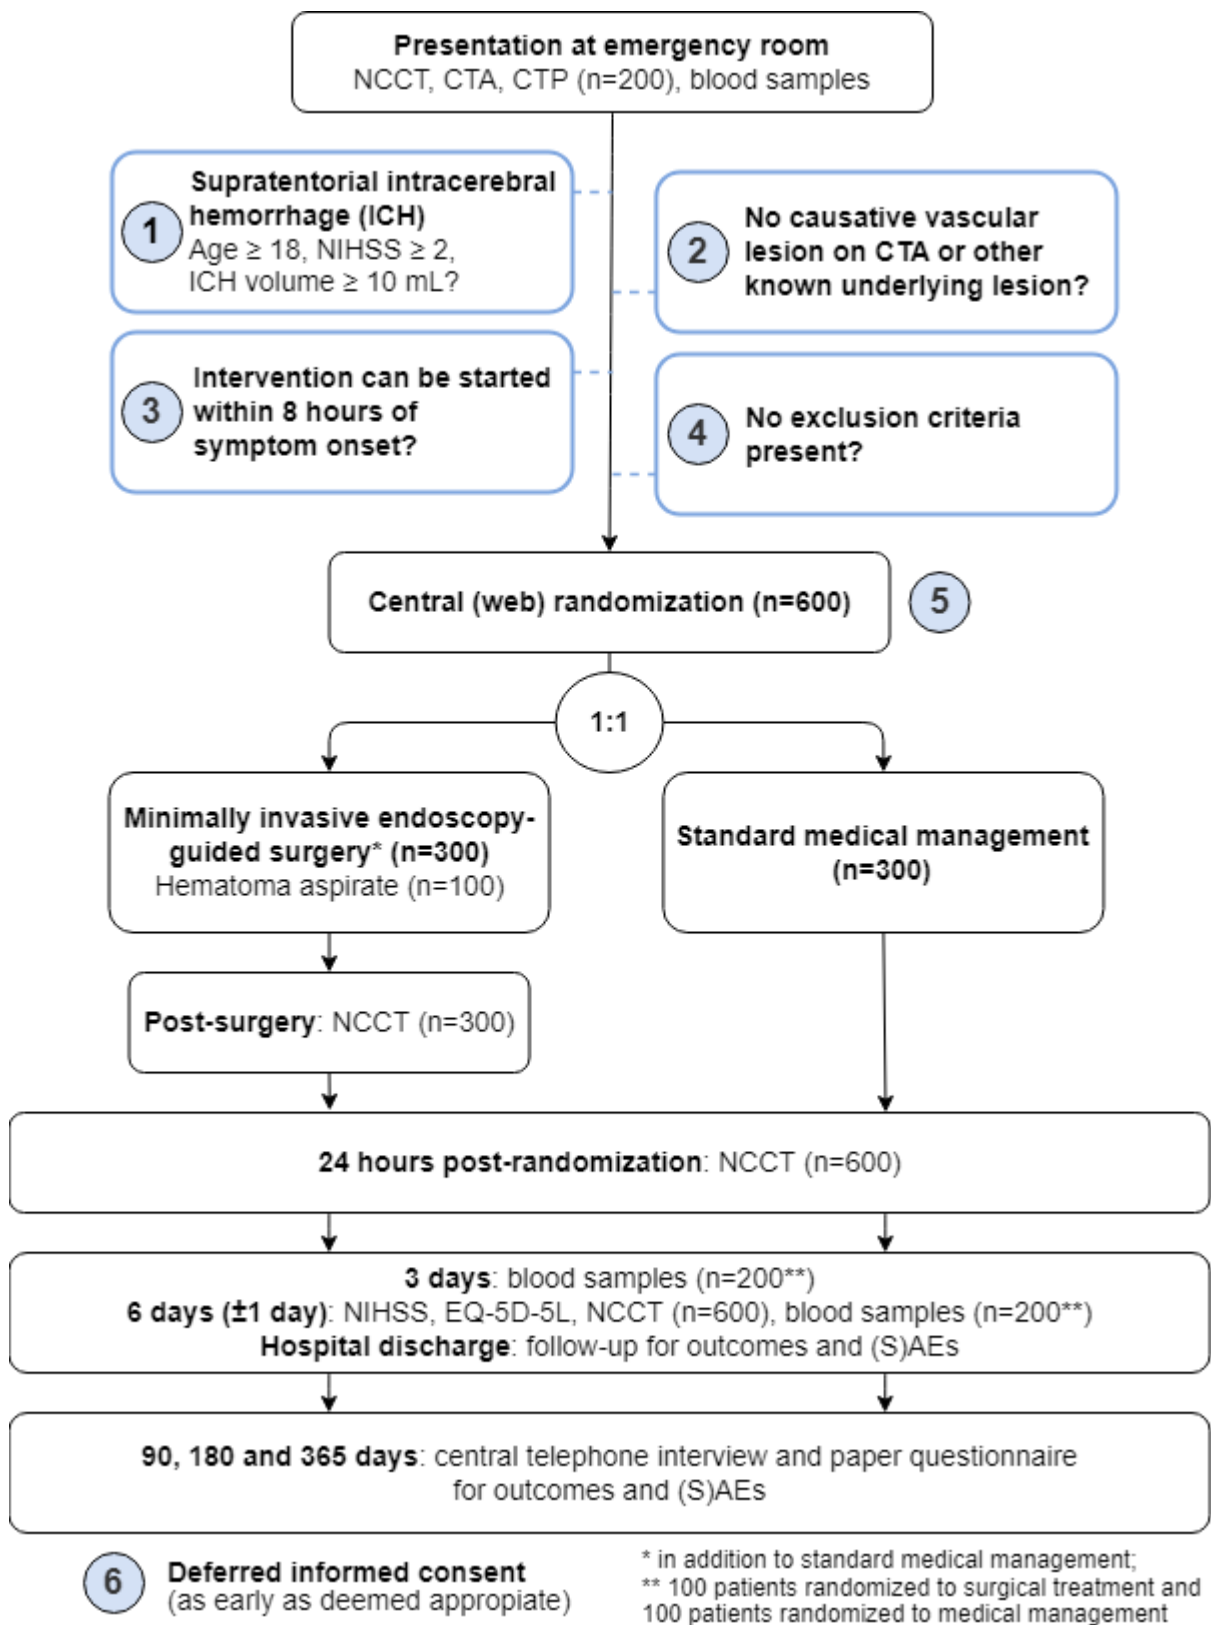 Presentation at emergency room
NCCT, CTA, CTP (n=200), blood samples
1
Supratentorial intracerebral
hemorrhage (ICH)
Age ≥ 18, NIHSS ≥ 2,
ICH volume ≥ 10 mL?
2
No causative vascular
lesion on CTA or other
known underlying lesion?
3
Intervention can be started
within 8 hours of
symptom onset?
4
No exclusion criteria
present?
Central (web) randomization (n=600)
5
1:1
Minimally invasive endoscopy-
guided surgery* (n=300)
Hematoma aspirate (n=100)
Standard medical management
(n=300)
Post-surgery: NCCT (n=300)
24 hours post-randomization: NCCT (n=600)
3 days: blood samples (n=200**)
6 days (±1 day): NIHSS, EQ-5D-5L, NCCT (n=600), blood samples (n=200**)
Hospital discharge: follow-up for outcomes and (S)AEs
90, 180 and 365 days: central telephone interview and paper questionnaire
for outcomes and (S)AEs
6
Deferred informed consent
(as early as deemed appropiate)
* in addition to standard medical management;
** 100 patients randomized to surgical treatment and
100 patients randomized to medical management